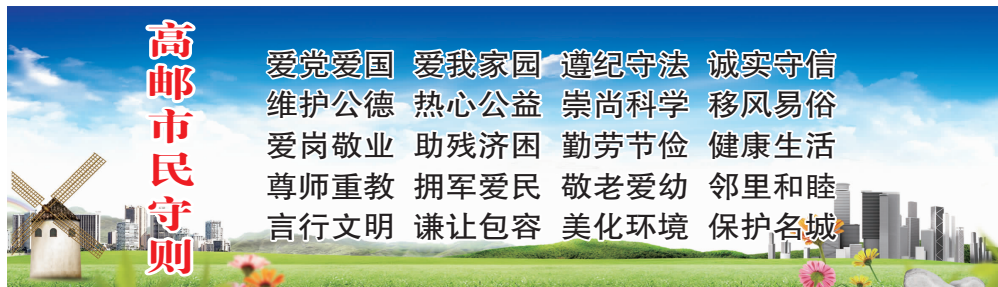 高邮市民守则
爱党爱国 爱我家园 遵纪守法 诚实守信
维护公德 热心公益 崇尚科学 移风易俗
爱岗敬业 助残济困 勤劳节俭 健康生活
尊师重教 拥军爱民 敬老爱幼 邻里和睦
言行文明 谦让包容 美化环境 保护名城